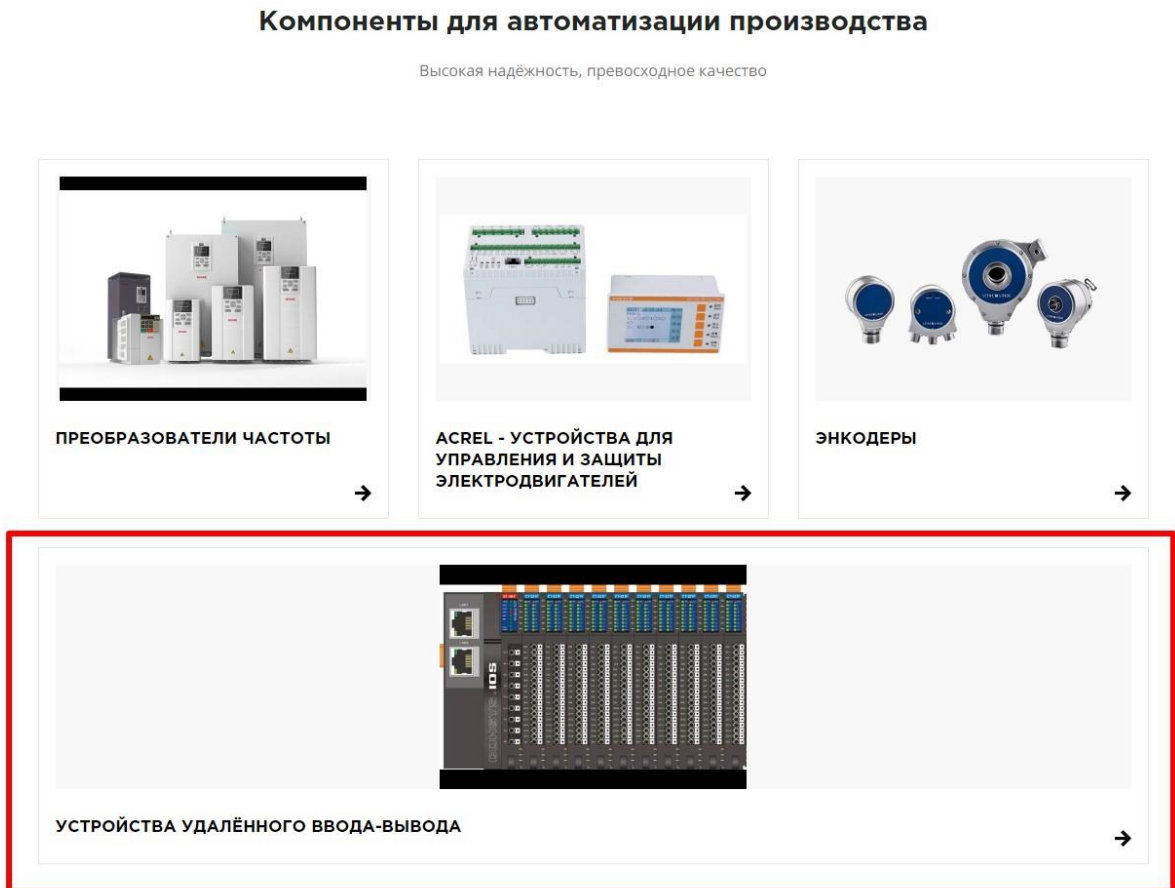 Компоненты для автоматизации производства
Высокая надёжность, превосходное качество
ПРЕОБРАЗОВАТЕЛИ ЧАСТОТЫ
ACREL - УСТРОЙСТВА ДЛЯ
УПРАВЛЕНИЯ И ЗАЩИТЫ
ЭЛЕКТРОДВИГАТЕЛЕЙ
ЭНКОДЕРЫ
УСТРОЙСТВА УДАЛЁННОГО ВВОДА-ВЫВОДА